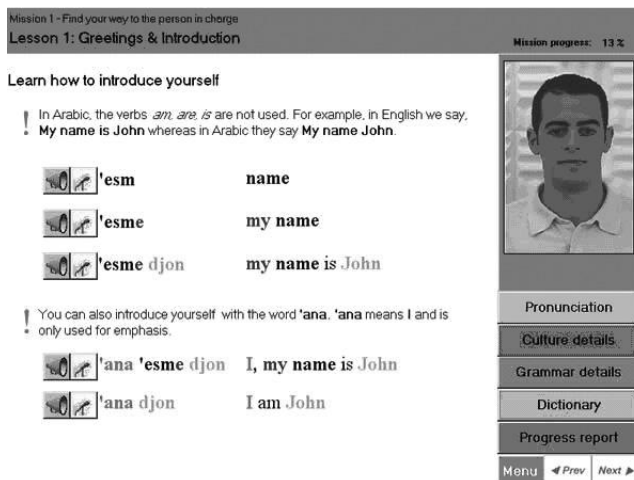 Mission 1 - Find your way to the person in charge
Lesson 1: Greetings & Introduction
Mission progress: 13 %
Learn how to introduce yourself
! In Arabic, the verbs am, are, is are not used. For example, in English we say,
My name is John whereas in Arabic they say My name John.
'esm name
'esme my name
'esme djon my name is John
! You can also introduce yourself with the word 'ana. 'ana means I and is
only used for emphasis.
'ana 'esme djon I, my name is John
'ana djon I am John
Pronunciation
Culture details
Grammar details
Dictionary
Progress report
Menu Prev Next